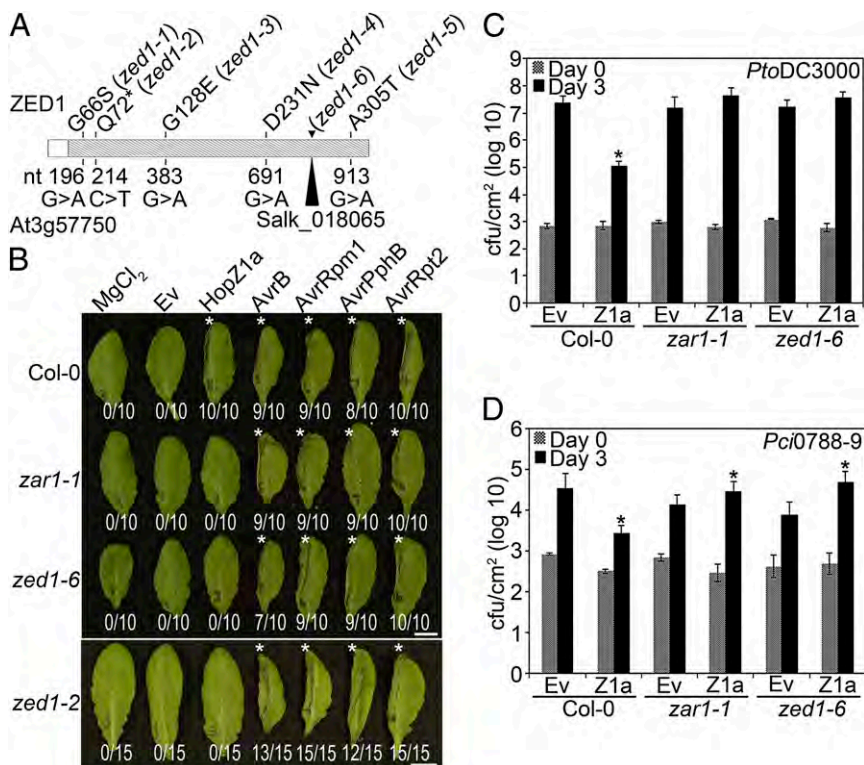 A
ZED1
G66S (zed1-1)
Q72* (zed1-2)
G128E (zed1-3)
D231N (zed1-4)
(zed1-6)
A305T (zed1-5)
nt 196 214 383 691 913
G>A C>T G>A G>A G>A
At3g57750
Salk_018065
B
MgCl2 Ev HopZ1a AvrB AvrRpm1 AvrPphB AvrRpt2
* * * * *
Col-0
0/10 0/10 10/10 9/10 9/10 8/10 10/10
* * * *
zar1-1
0/10 0/10 0/10 9/10 9/10 9/10 10/10
* * * *
zed1-6
0/10 0/10 0/10 7/10 9/10 9/10 10/10
* * * *
zed1-2
0/15 0/15 0/15 13/15 15/15 12/15 15/15
C
PtoDC3000
Day 0
Day 3
cfu/cm2 (log 10)
9
8
7
6
5
4
3
2
1
0
*
Ev Z1a Ev Z1a Ev Z1a
Col-0 zar1-1 zed1-6
D
Pci0788-9
Day 0
Day 3
cfu/cm2 (log 10)
6
5
4
3
2
1
0
* * *
Ev Z1a Ev Z1a Ev Z1a
Col-0 zar1-1 zed1-6